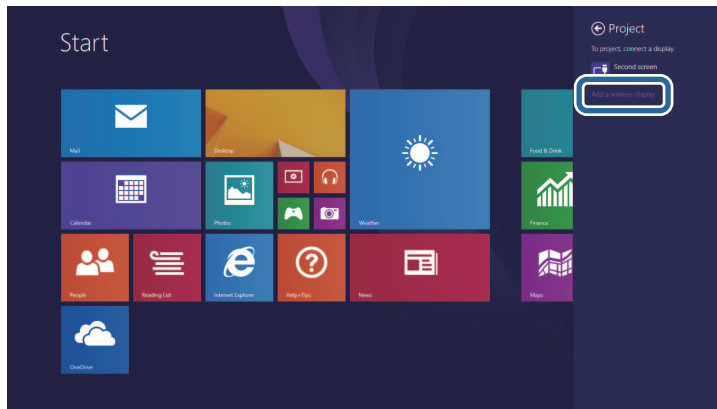 Start
Project
To project, connect a display.
Second screen
Add a wireless display
Mail
Desktop
Weather
Food & Drink
Calendar
Photos
Finance
People
Reading List
Internet Explorer
Help+Tips
News
Maps
OneDrive